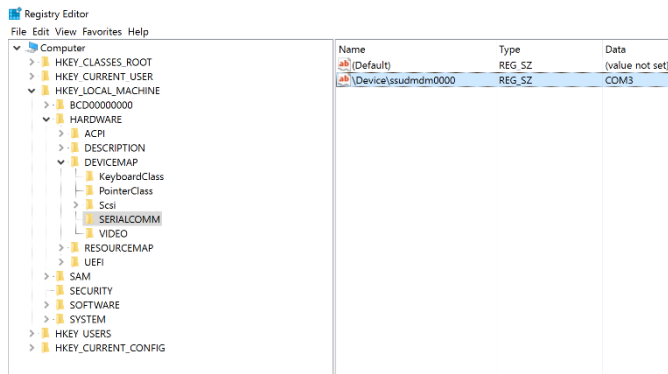 Registry Editor
File Edit View Favorites Help
Computer
HKEY_CLASSES_ROOT
HKEY_CURRENT_USER
HKEY_LOCAL_MACHINE
BCD00000000
HARDWARE
ACPI
DESCRIPTION
DEVICEMAP
KeyboardClass
PointerClass
Scsi
SERIALCOMM
VIDEO
RESOURCEMAP
UEFI
SAM
SECURITY
SOFTWARE
SYSTEM
HKEY_USERS
HKEY_CURRENT_CONFIG
Name Type Data
(Default) REG_SZ (value not set)
\Device\ssudmdm0000 REG_SZ COM3